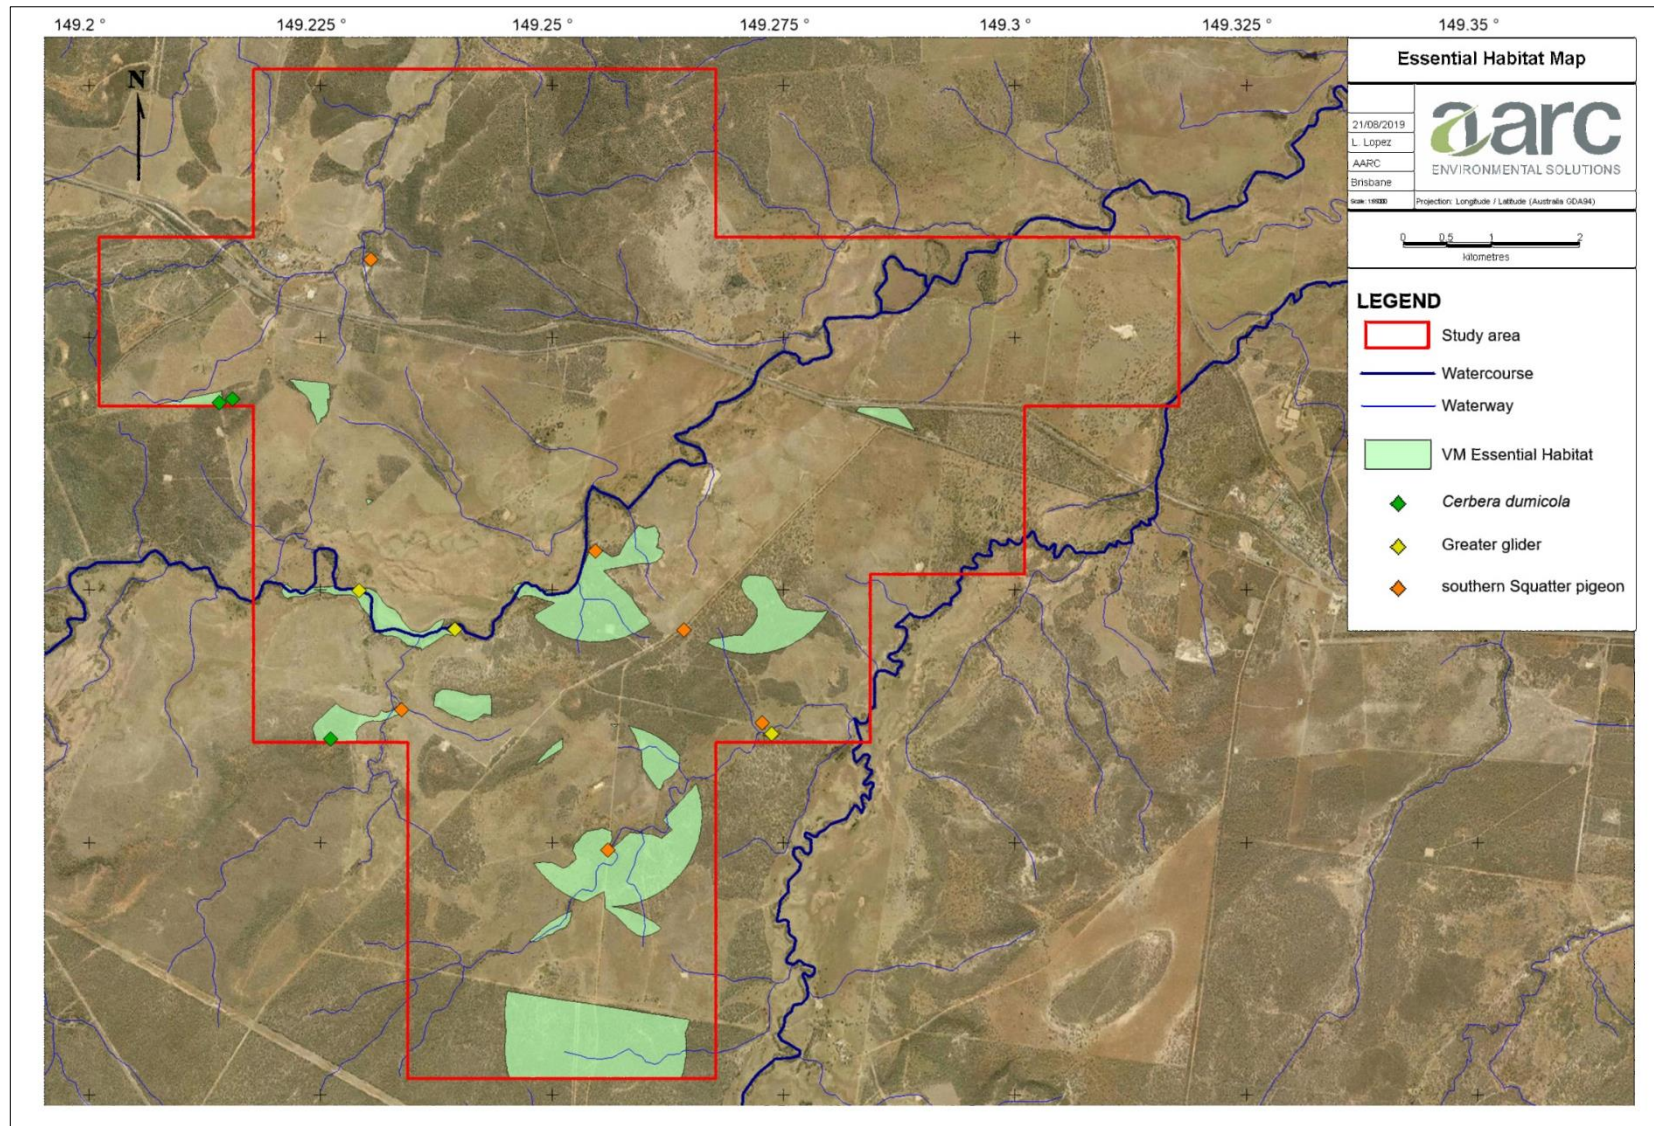 149.2 ° 149.225 ° 149.25 ° 149.275 ° 149.3 ° 149.325 ° 149.35 °
N
Essential Habitat Map
21/08/2019
L. Lopez
AARC
Brisbane
aarc
ENVIRONMENTAL SOLUTIONS
Projection: Longitude / Latitude (Australia GDA94)
0 0.5 1 2
kilometres
LEGEND
Study area
Watercourse
Waterway
VM Essential Habitat
Cerbera dumicola
Greater glider
southern Squatter pigeon